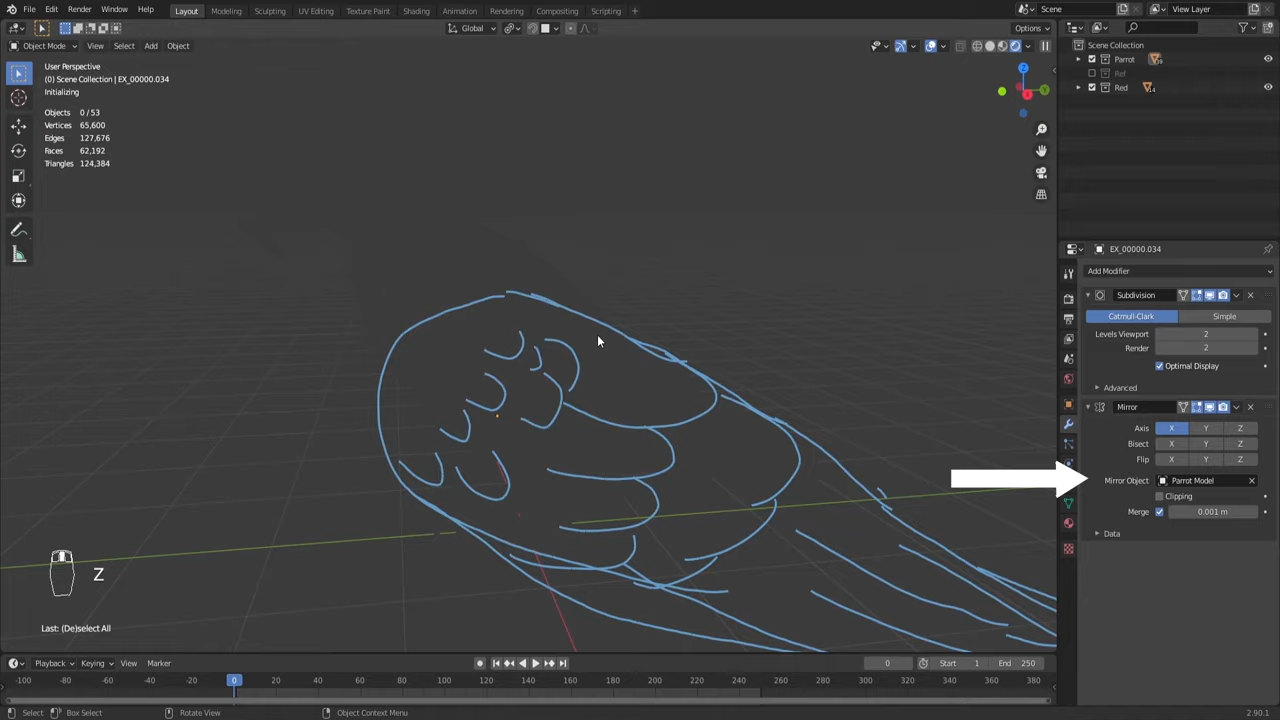 File Edit Render Window Help Layout Modeling Sculpting UV Editing Texture Paint Shading Animation Rendering Compositing Scripting + Scene View Layer
Global Options
Object Mode View Select Add Object
Scene Collection
Parrot
Ref
Red
User Perspective
(0) Scene Collection | EX_00000.034
Initializing
Objects 0 / 53
Vertices 65,600
Edges 127,676
Faces 62,192
Triangles 124,384
Z
Y
X
EX_00000.034
Add Modifier
Subdivision
Catmull-Clark Simple
Levels Viewport 2
Render 2
Optimal Display
Advanced
Mirror
Axis X Y Z
Bisect X Y Z
Flip X Y Z
Mirror Object Parrot Model
Clipping
Merge 0.001 m
Data
Z
Last: (De)select All
Playback Keying View Marker 0 Start 1 End 250
-100 -80 -60 -40 -20 0 20 40 60 80 100 120 140 160 180 200 220 240 260 280 300 320 340 360 380
Select Box Select Rotate View Object Context Menu 2.90.1